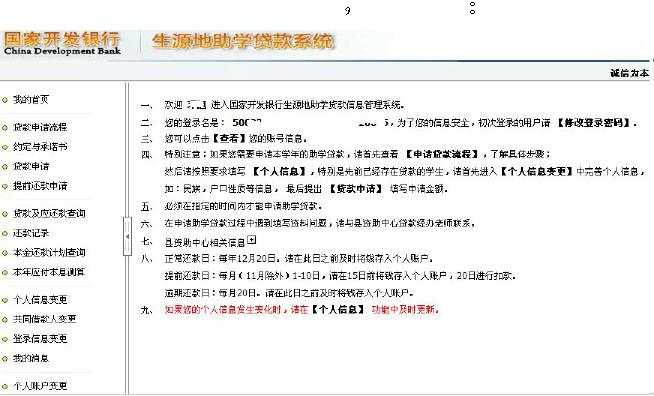 9
国家开发银行
China Development Bank
生源地助学贷款系统
诚信为本
我的首页
贷款申请流程
约定与承诺书
贷款申请
提前还款申请
贷款及应还款查询
还款记录
本金还款计划查询
本年应付本息测算
个人信息变更
共同借款人变更
登录信息变更
我的消息
个人账户变更
一、 欢迎 进入国家开发银行生源地助学贷款信息管理系统。
二、 您的登录名是： ，为了您的信息安全，初次登录的用户请 【修改登录密码】。
三、 您可以点击【查看】您的账号信息。
四、 特别注意：如果您需要申请本学年的助学贷款，请首先查看 【申请贷款流程】，了解具体步骤；
然后请按照要求填写 【个人信息】，特别是先前已经存在贷款的学生，请首先进入【个人信息变更】中完善个人信息，
如：民族，户口性质等信息， 最后提出 【贷款申请】 填写申请金额。
五、 必须在指定的时间内才能申请助学贷款。
六、 在申请助学贷款过程中遇到填写资料问题，请与县资助中心贷款经办老师联系。
七、 县资助中心相关信息
八、 正常还款日：每年12月20日。请在此日之前及时将钱存入个人账户。
提前还款日：每月（11月除外）1-10日，请在15日前将钱存入个人账户，20日进行扣款。
逾期还款日：每月20日。请在此日之前及时将钱存入个人账户。
九、 如果您的个人信息发生变化时，请在【个人信息】 功能中及时更新。